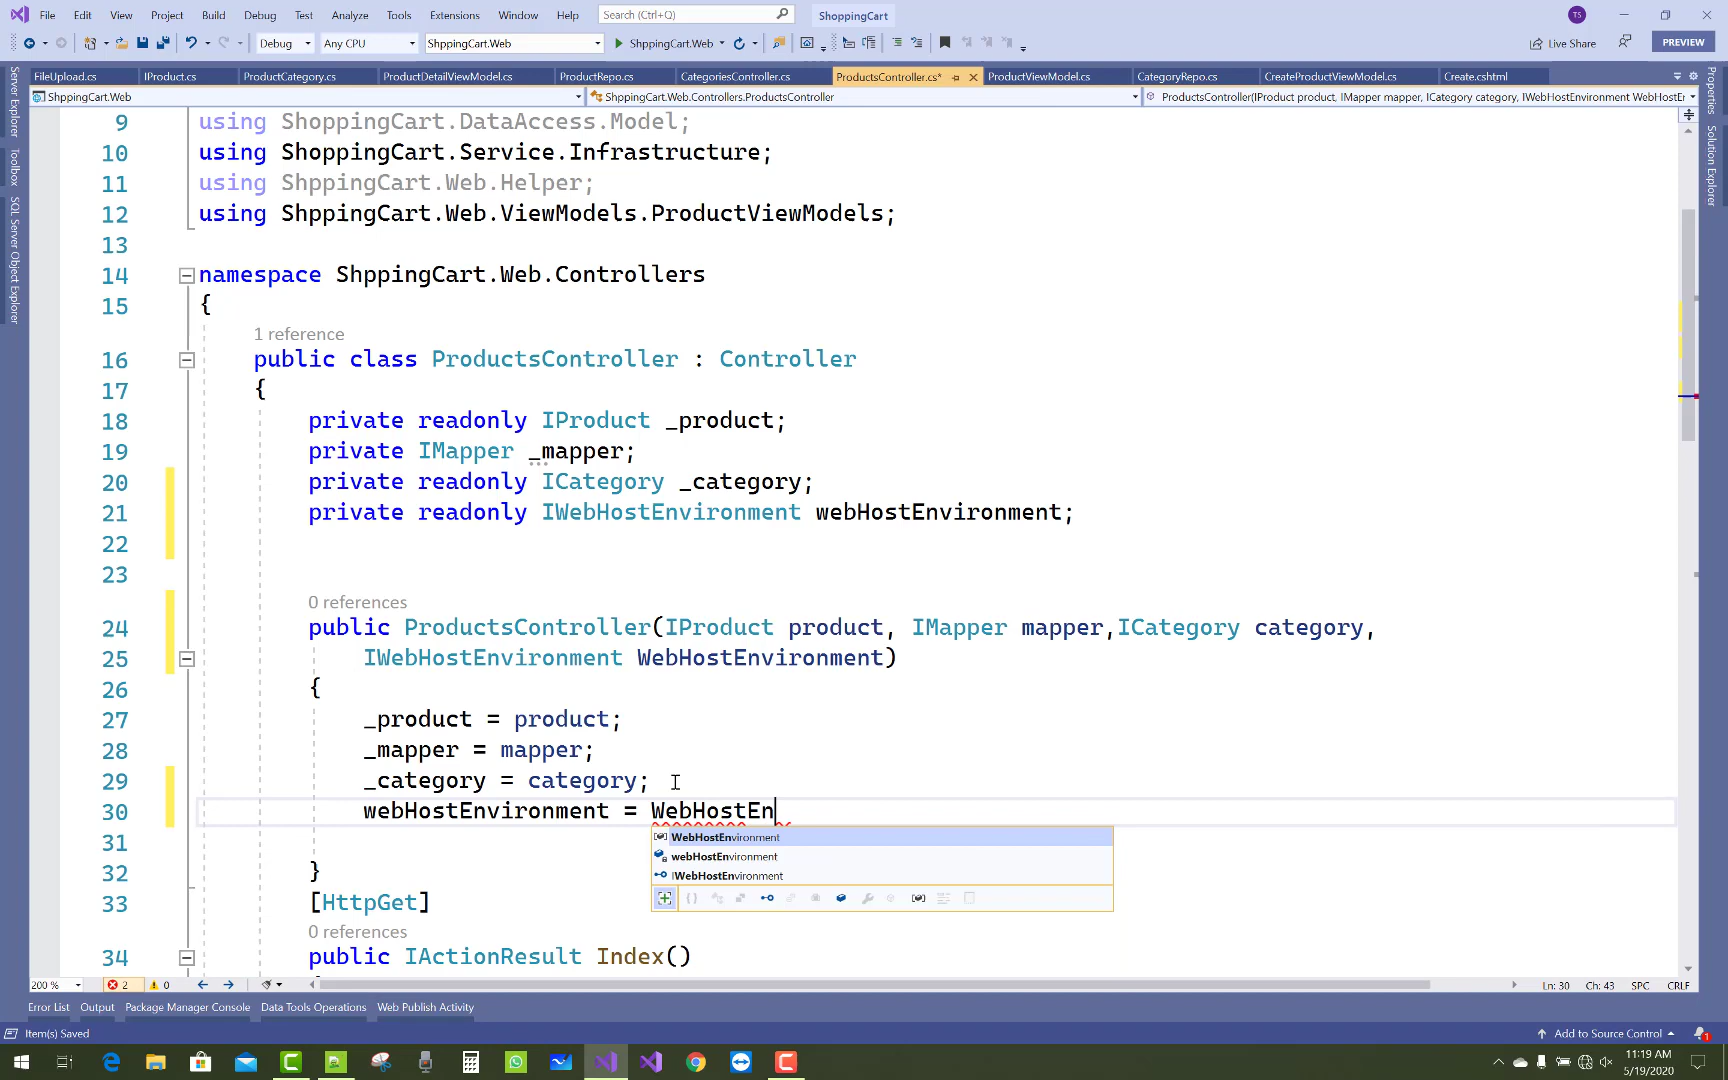 File Edit View Project Build Debug Test Analyze Tools Extensions Window Help Search (Ctrl+Q) ShoppingCart TS
Debug Any CPU ShppingCart.Web ShppingCart.Web Live Share PREVIEW
FileUpload.cs IProduct.cs ProductCategory.cs ProductDetailViewModel.cs ProductRepo.cs CategoriesController.cs ProductsController.cs* ProductViewModel.cs CategoryRepo.cs CreateProductViewModel.cs Create.cshtml
ShppingCart.Web ShppingCart.Web.Controllers.ProductsController ProductsController(IProduct product, IMapper mapper, ICategory category, IWebHostEnvironment WebHostEr
Server Explorer
Toolbox
SQL Server Object Explorer
Properties
Solution Explorer
9 using ShoppingCart.DataAccess.Model;
10 using ShoppingCart.Service.Infrastructure;
11 using ShppingCart.Web.Helper;
12 using ShppingCart.Web.ViewModels.ProductViewModels;
13
14 namespace ShppingCart.Web.Controllers
15 {
1 reference
16 public class ProductsController : Controller
17 {
18 private readonly IProduct _product;
19 private IMapper _mapper;
20 private readonly ICategory _category;
21 private readonly IWebHostEnvironment webHostEnvironment;
22
23
0 references
24 public ProductsController(IProduct product, IMapper mapper,ICategory category,
25 IWebHostEnvironment WebHostEnvironment)
26 {
27 _product = product;
28 _mapper = mapper;
29 _category = category;
30 webHostEnvironment = WebHostEn
WebHostEnvironment
webHostEnvironment
IWebHostEnvironment
31
32 }
33 [HttpGet]
0 references
34 public IActionResult Index()
200 % 2 0 Ln: 30 Ch: 43 SPC CRLF
Error List Output Package Manager Console Data Tools Operations Web Publish Activity
Item(s) Saved Add to Source Control 1
11:19 AM
5/19/2020